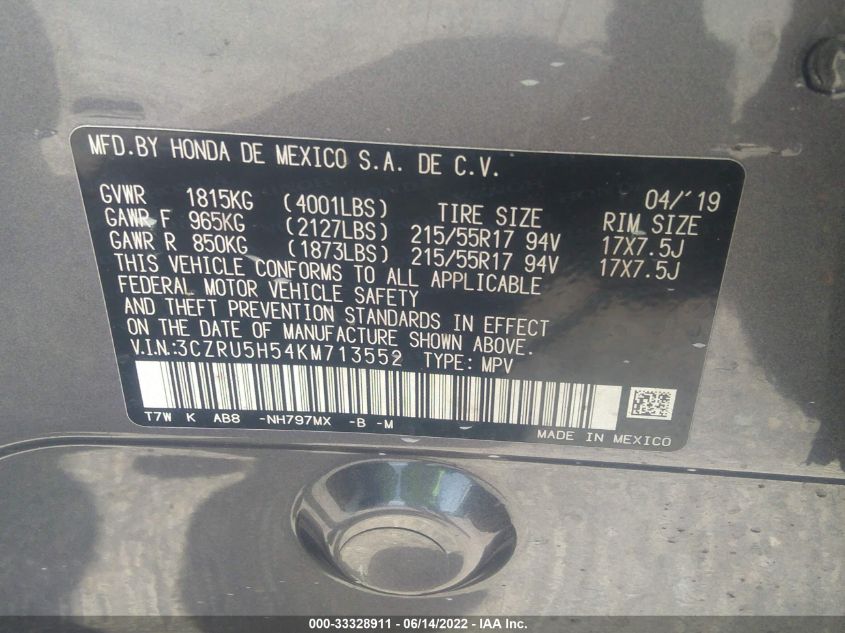 MFD.BY HONDA DE MEXICO S.A. DE C.V.
04/'19
GVWR 1815KG (4001LBS) TIRE SIZE RIM SIZE
GAWR F 965KG (2127LBS) 215/55R17 94V 17X7.5J
GAWR R 850KG (1873LBS) 215/55R17 94V 17X7.5J
THIS VEHICLE CONFORMS TO ALL APPLICABLE
FEDERAL MOTOR VEHICLE SAFETY
AND THEFT PREVENTION STANDARDS IN EFFECT
ON THE DATE OF MANUFACTURE SHOWN ABOVE.
V.I.N:3CZRU5H54KM713552 TYPE: MPV
T7W K AB8 -NH797MX -B -M
MADE IN MEXICO
000-33328911 - 06/14/2022 - IAA Inc.